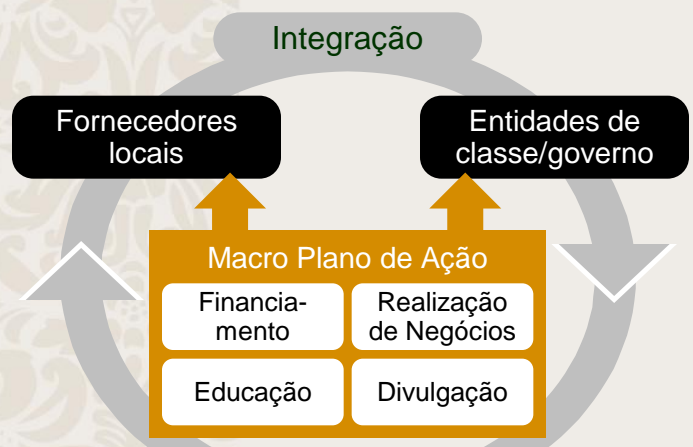 Integração
Fornecedores
locais
Entidades de
classe/governo
Macro Plano de Ação
Financia-
mento
Realização
de Negócios
Educação
Divulgação